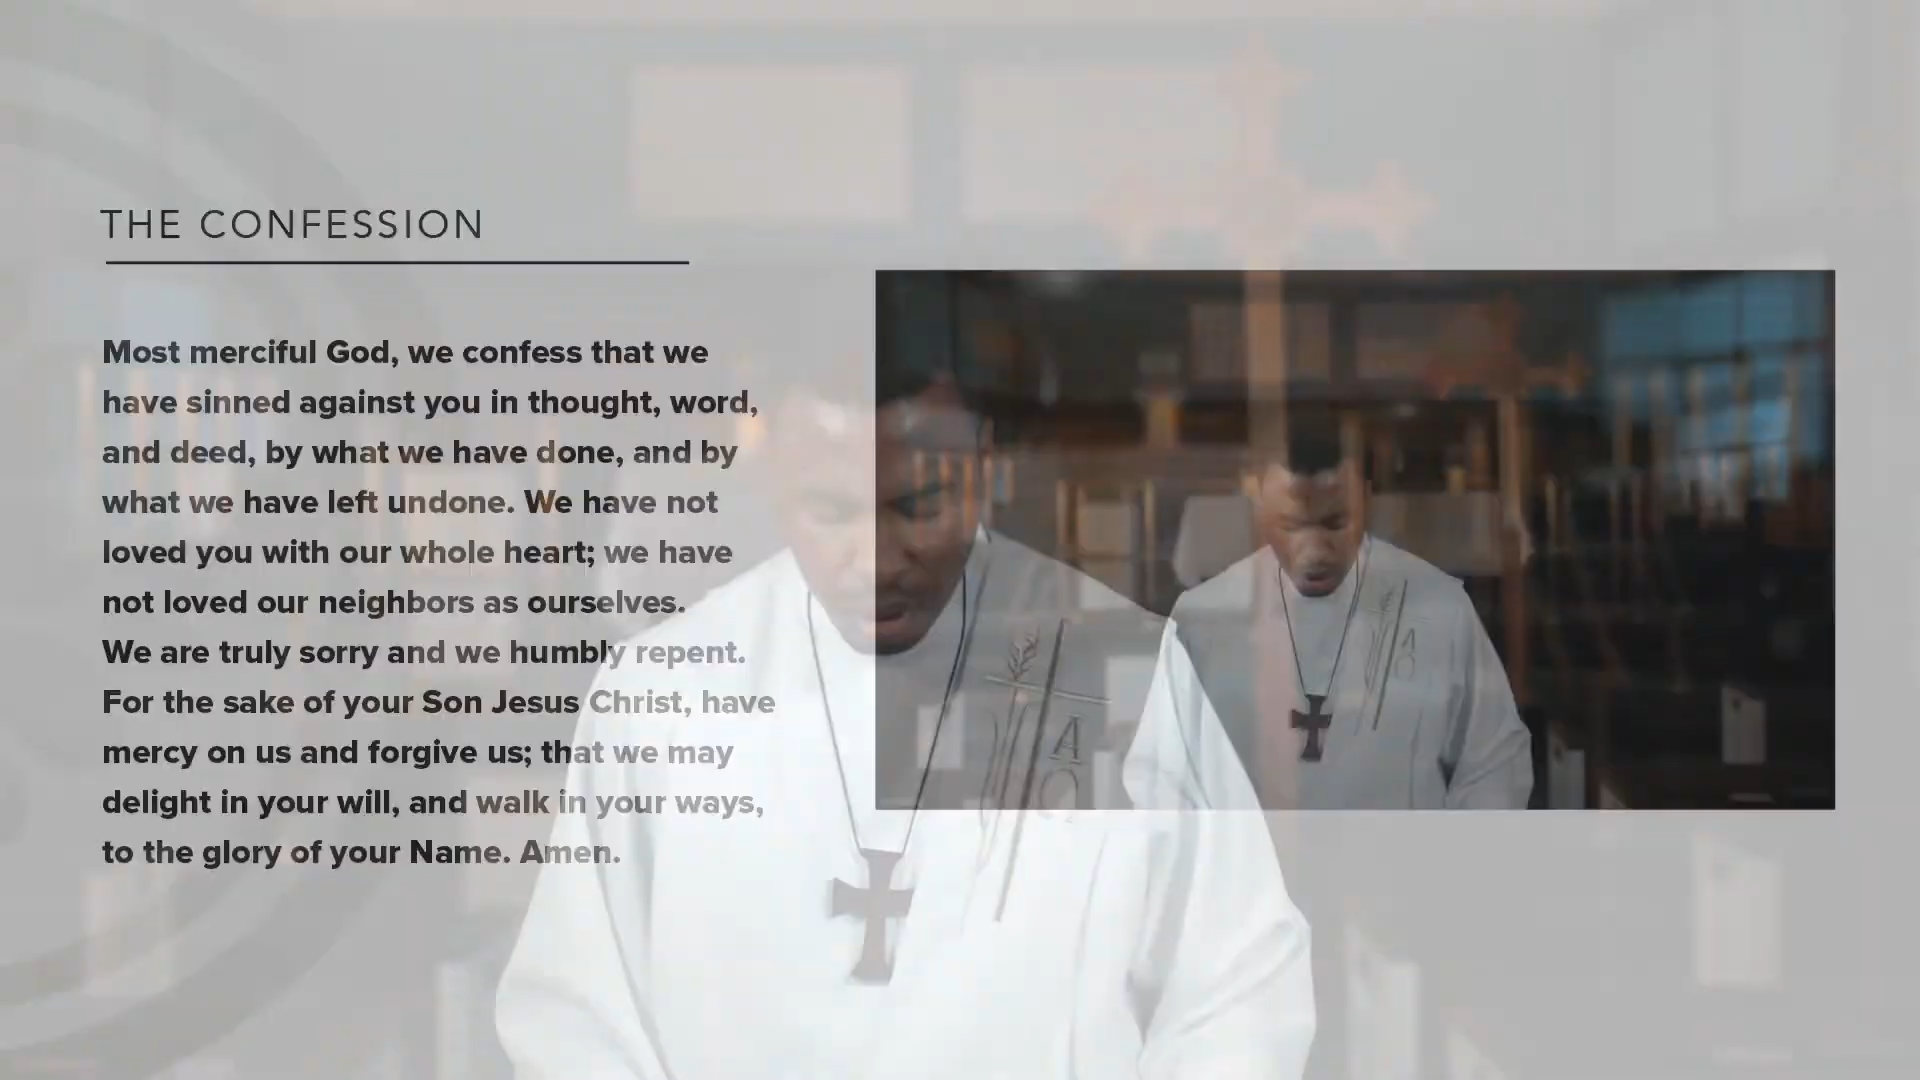 THE CONFESSION
Most merciful God, we confess that we
have sinned against you in thought, word,
and deed, by what we have done, and by
what we have left undone. We have not
loved you with our whole heart; we have
not loved our neighbors as ourselves.
We are truly sorry and we humbly repent.
For the sake of your Son Jesus Christ, have
mercy on us and forgive us; that we may
delight in your will, and walk in your ways,
to the glory of your Name. Amen.
Α
Ω
Α
Ω